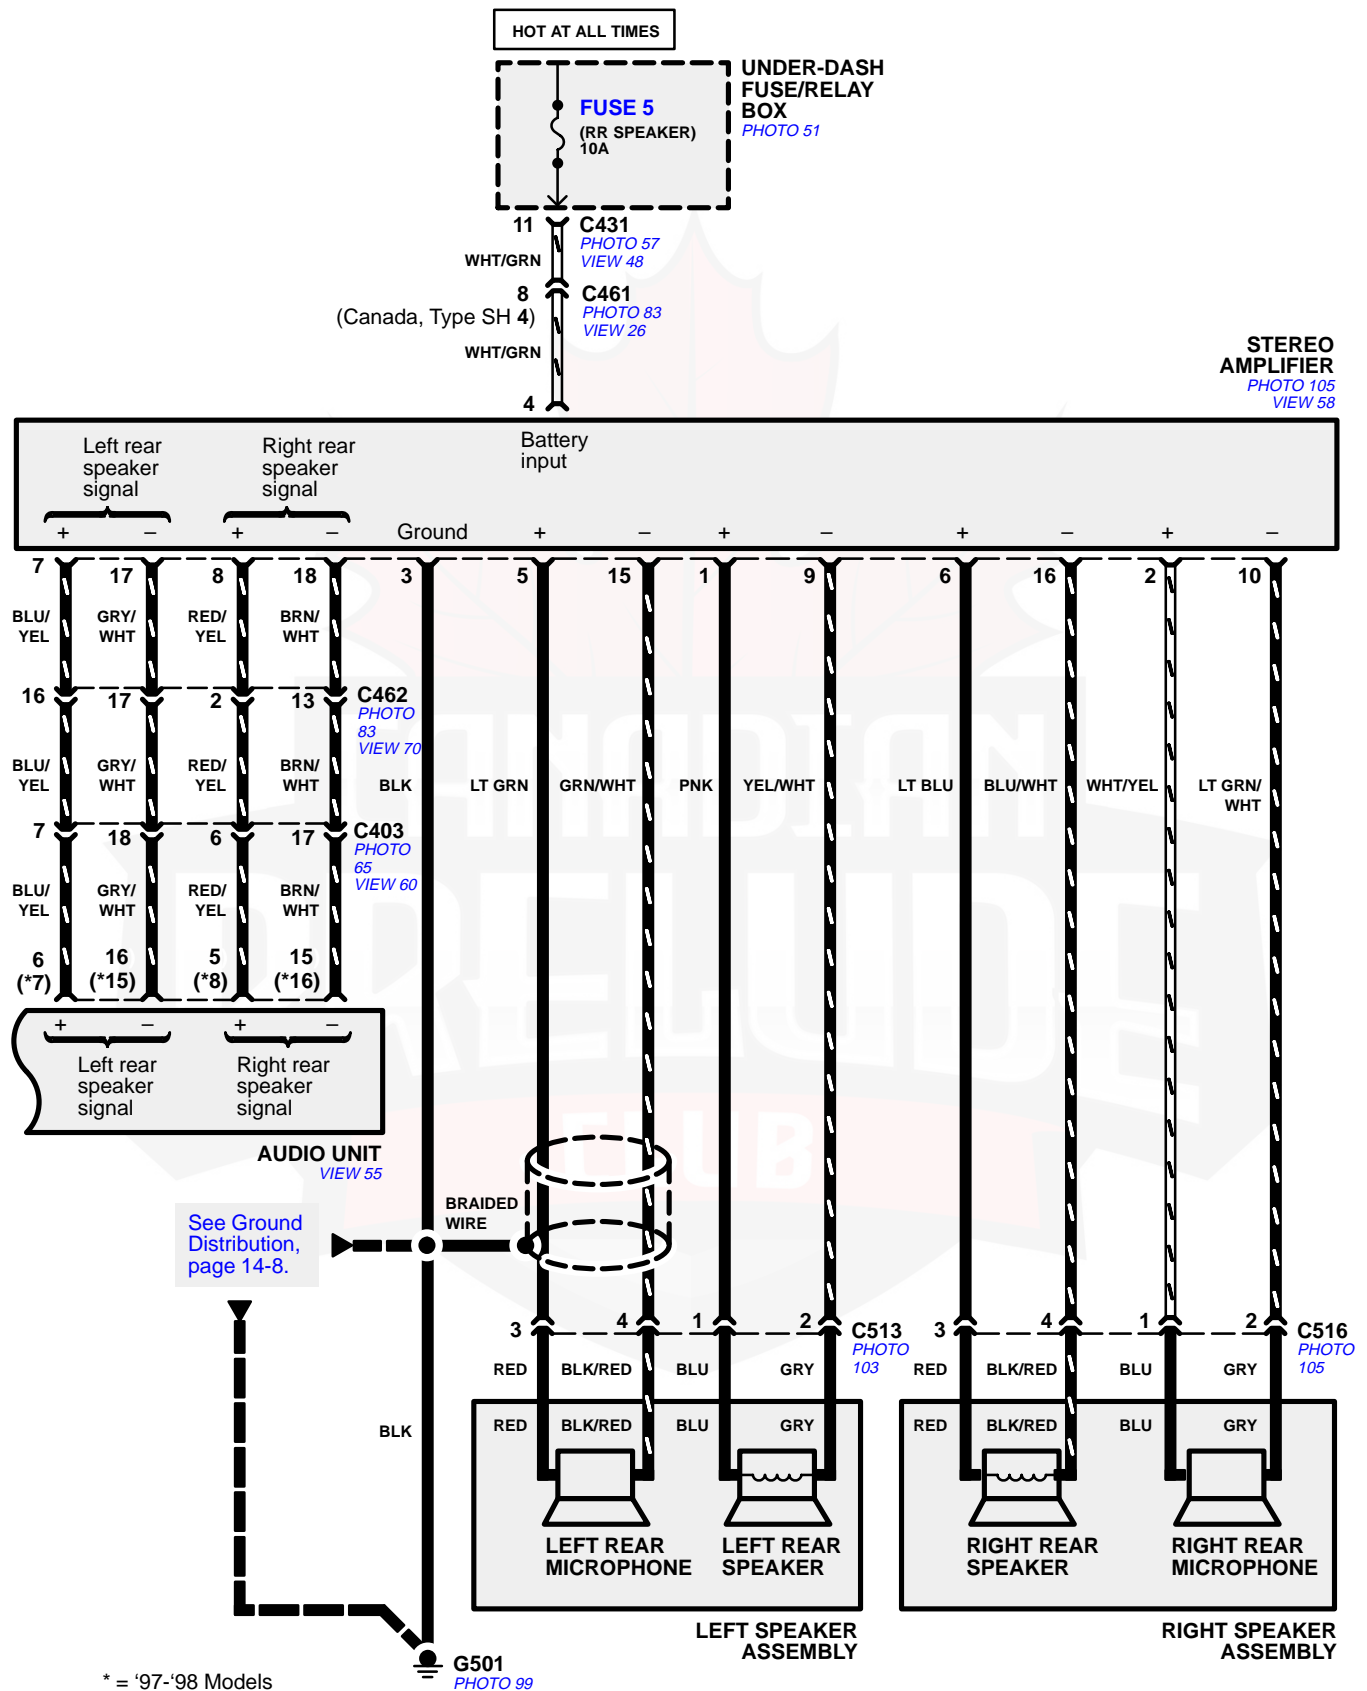 HOT AT ALL TIMES
UNDER-DASH
FUSE/RELAY
BOX
PHOTO 51
FUSE 5
(RR SPEAKER)
10A
11
C431
PHOTO 57
VIEW 48
WHT/GRN
8
(Canada, Type SH 4)
C461
PHOTO 83
VIEW 26
WHT/GRN
4
STEREO
AMPLIFIER
PHOTO 105
VIEW 58
Left rear
speaker
signal
Right rear
speaker
signal
Battery
input
+ – + – Ground + – + – + – + –
7 17 8 18 3 5 15 1 9 6 16 2 10
BLU/
YEL
GRY/
WHT
RED/
YEL
BRN/
WHT
16 17 2 13
C462
PHOTO
83
VIEW 70
BLU/
YEL
GRY/
WHT
RED/
YEL
BRN/
WHT
BLK
LT GRN
GRN/WHT
PNK
YEL/WHT
LT BLU
BLU/WHT
WHT/YEL
LT GRN/
WHT
7 18 6 17
C403
PHOTO
65
VIEW 60
BLU/
YEL
GRY/
WHT
RED/
YEL
BRN/
WHT
6
(*7)
16
(*15)
5
(*8)
15
(*16)
+ – + –
Left rear
speaker
signal
Right rear
speaker
signal
AUDIO UNIT
VIEW 55
CANADIAN
PRELUDE
CLUB
BRAIDED
WIRE
See Ground
Distribution,
page 14-8.
3 4 1 2
C513
PHOTO
103
3 4 1 2
C516
PHOTO
105
RED BLK/RED BLU GRY RED BLK/RED BLU GRY
RED BLK/RED BLU GRY RED BLK/RED BLU GRY
BLK
LEFT REAR
MICROPHONE
LEFT REAR
SPEAKER
RIGHT REAR
SPEAKER
RIGHT REAR
MICROPHONE
LEFT SPEAKER
ASSEMBLY
RIGHT SPEAKER
ASSEMBLY
G501
PHOTO 99
* = ‘97-‘98 Models